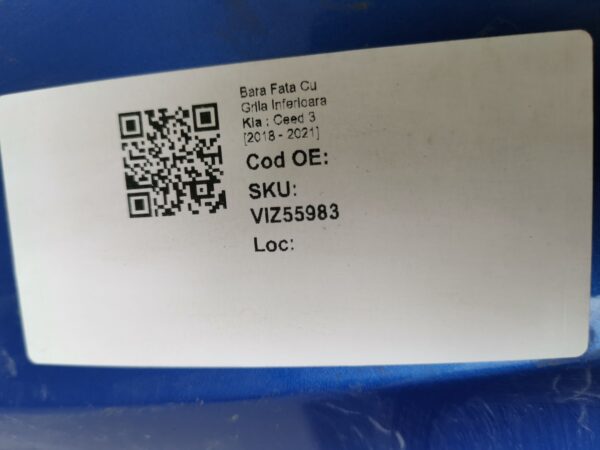 Bara Fata Cu
Grila Inferioara
Kia : Ceed 3
[2018 - 2021]
Cod OE:
SKU:
VIZ55983
Loc: